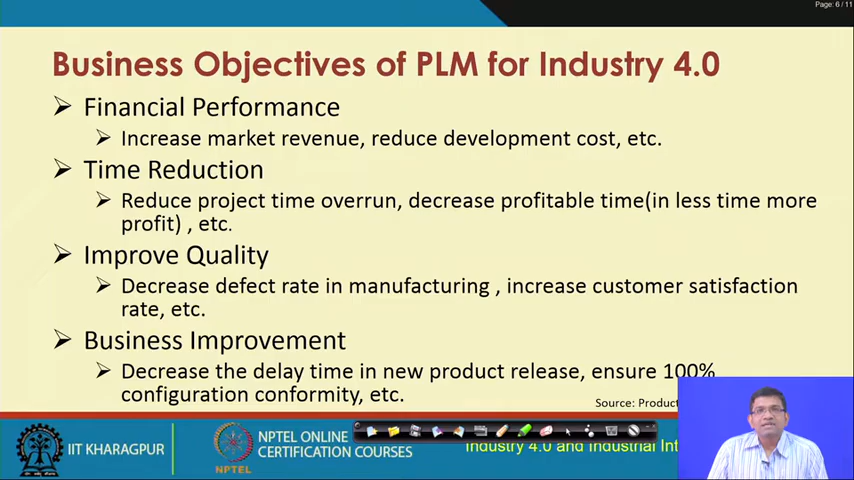 Page: 6 / 11
Business Objectives of PLM for Industry 4.0
Financial Performance
Increase market revenue, reduce development cost, etc.
Time Reduction
Reduce project time overrun, decrease profitable time(in less time more
profit) , etc.
Improve Quality
Decrease defect rate in manufacturing , increase customer satisfaction
rate, etc.
Business Improvement
Decrease the delay time in new product release, ensure 100%
configuration conformity, etc.
Source: Product
IIT KHARAGPUR
NPTEL
NPTEL ONLINE
CERTIFICATION COURSES
Industry 4.0 and Industrial Int